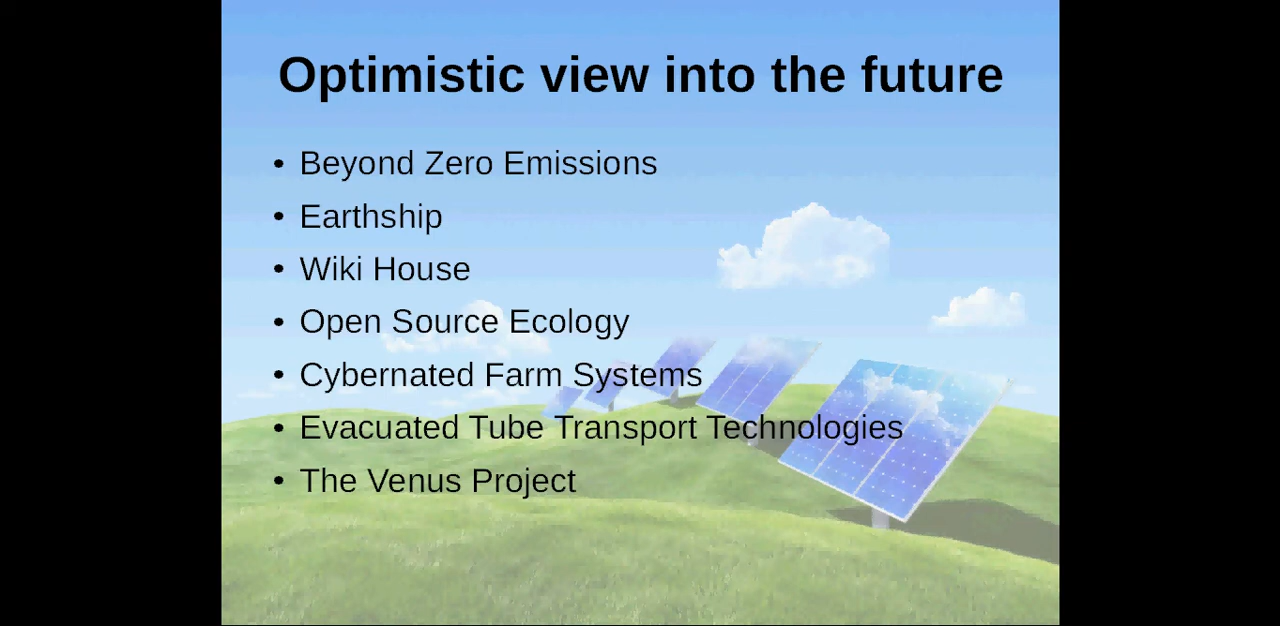 Optimistic view into the future
• Beyond Zero Emissions
• Earthship
• Wiki House
• Open Source Ecology
• Cybernated Farm Systems
• Evacuated Tube Transport Technologies
• The Venus Project